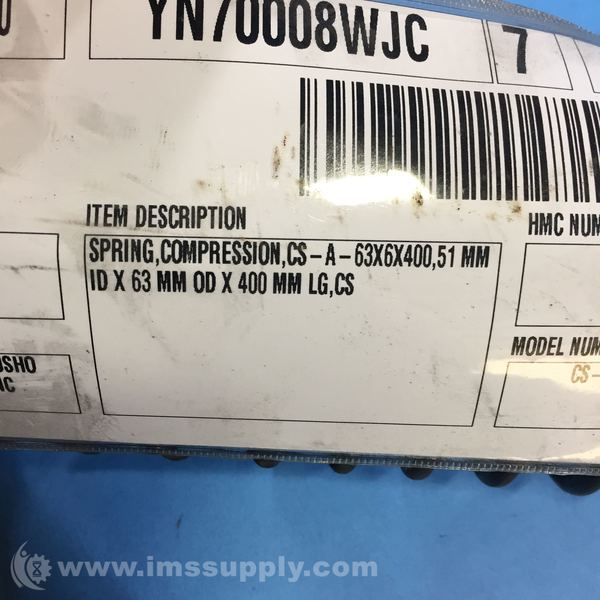 YN70008WJC 7
ITEM DESCRIPTION
HMC NUM
SPRING,COMPRESSION,CS-A-63X6X400,51 MM
ID X 63 MM OD X 400 MM LG,CS
MODEL NUM
CS-
USHO
www.imssupply.com